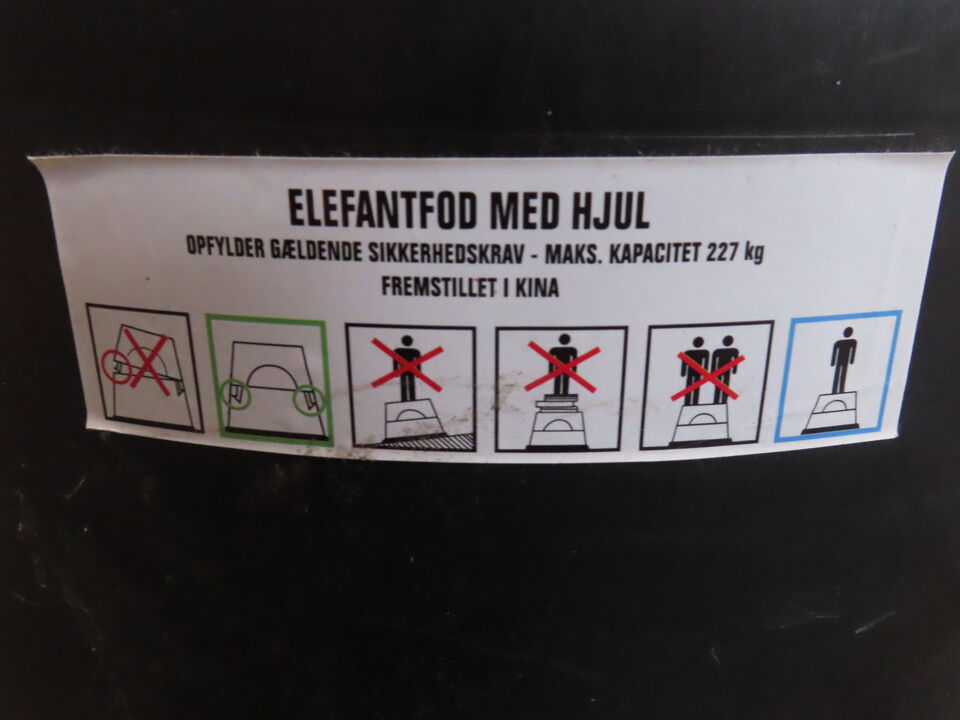 ELEFANTFOD MED HJUL
OPFYLDER GÆLDENDE SIKKERHEDSKRAV - MAKS. KAPACITET 227 kg
FREMSTILLET I KINA